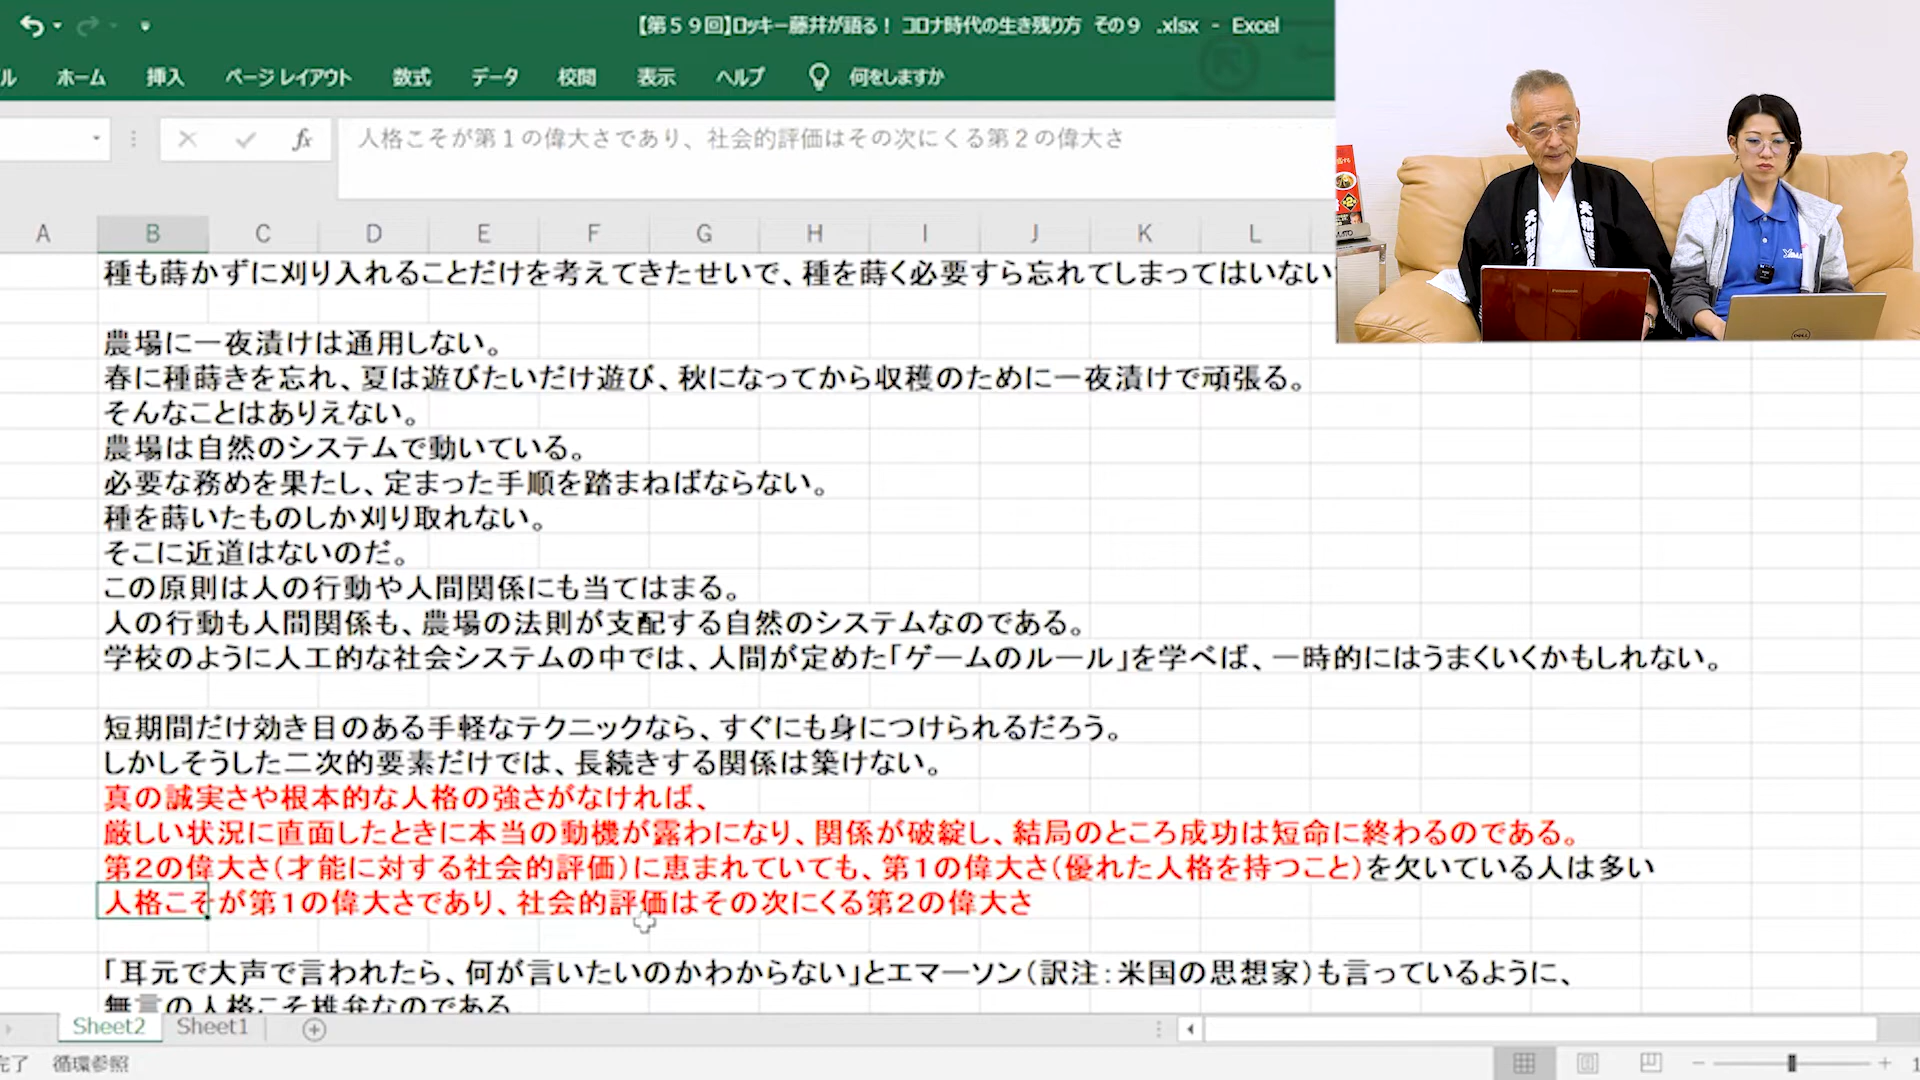 【第５９回】ロッキー藤井が語る！ コロナ時代の生き残り方 その９ .xlsx - Excel
ル ホーム 挿入 ページ レイアウト 数式 データ 校閲 表示 ヘルプ 何をしますか
fx 人格こそが第１の偉大さであり、社会的評価はその次にくる第２の偉大さ
A B C D E F G H I J K L
種も蒔かずに刈り入れることだけを考えてきたせいで、種を蒔く必要すら忘れてしまってはいない
農場に一夜漬けは通用しない。
春に種蒔きを忘れ、夏は遊びたいだけ遊び、秋になってから収穫のために一夜漬けで頑張る。
そんなことはありえない。
農場は自然のシステムで動いている。
必要な務めを果たし、定まった手順を踏まねばならない。
種を蒔いたものしか刈り取れない。
そこに近道はないのだ。
この原則は人の行動や人間関係にも当てはまる。
人の行動も人間関係も、農場の法則が支配する自然のシステムなのである。
学校のように人工的な社会システムの中では、人間が定めた「ゲームのルール」を学べば、一時的にはうまくいくかもしれない。
短期間だけ効き目のある手軽なテクニックなら、すぐにも身につけられるだろう。
しかしそうした二次的要素だけでは、長続きする関係は築けない。
真の誠実さや根本的な人格の強さがなければ、
厳しい状況に直面したときに本当の動機が露わになり、関係が破綻し、結局のところ成功は短命に終わるのである。
第２の偉大さ（才能に対する社会的評価）に恵まれていても、第１の偉大さ（優れた人格を持つこと）を欠いている人は多い
人格こそが第１の偉大さであり、社会的評価はその次にくる第２の偉大さ
「耳元で大声で言われたら、何が言いたいのかわからない」とエマーソン（訳注：米国の思想家）も言っているように、
無言の人格こそ雄弁なのである
Sheet2 Sheet1
完了 循環参照
Panasonic
DELL